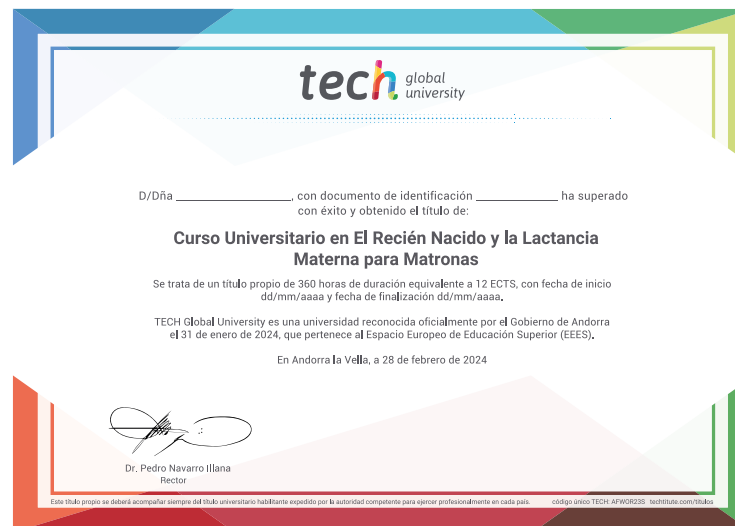 tech global university
D/Dña ____________________, con documento de identificación ______________ ha superado
con éxito y obtenido el título de:
Curso Universitario en El Recién Nacido y la Lactancia
Materna para Matronas
Se trata de un título propio de 360 horas de duración equivalente a 12 ECTS, con fecha de inicio
dd/mm/aaaa y fecha de finalización dd/mm/aaaa.
TECH Global University es una universidad reconocida oficialmente por el Gobierno de Andorra
el 31 de enero de 2024, que pertenece al Espacio Europeo de Educación Superior (EEES).
En Andorra la Vella, a 28 de febrero de 2024
Dr. Pedro Navarro Illana
Rector
Este título propio se deberá acompañar siempre del título universitario habilitante expedido por la autoridad competente para ejercer profesionalmente en cada país. código único TECH: AFWOR23S techtitute.com/titulos